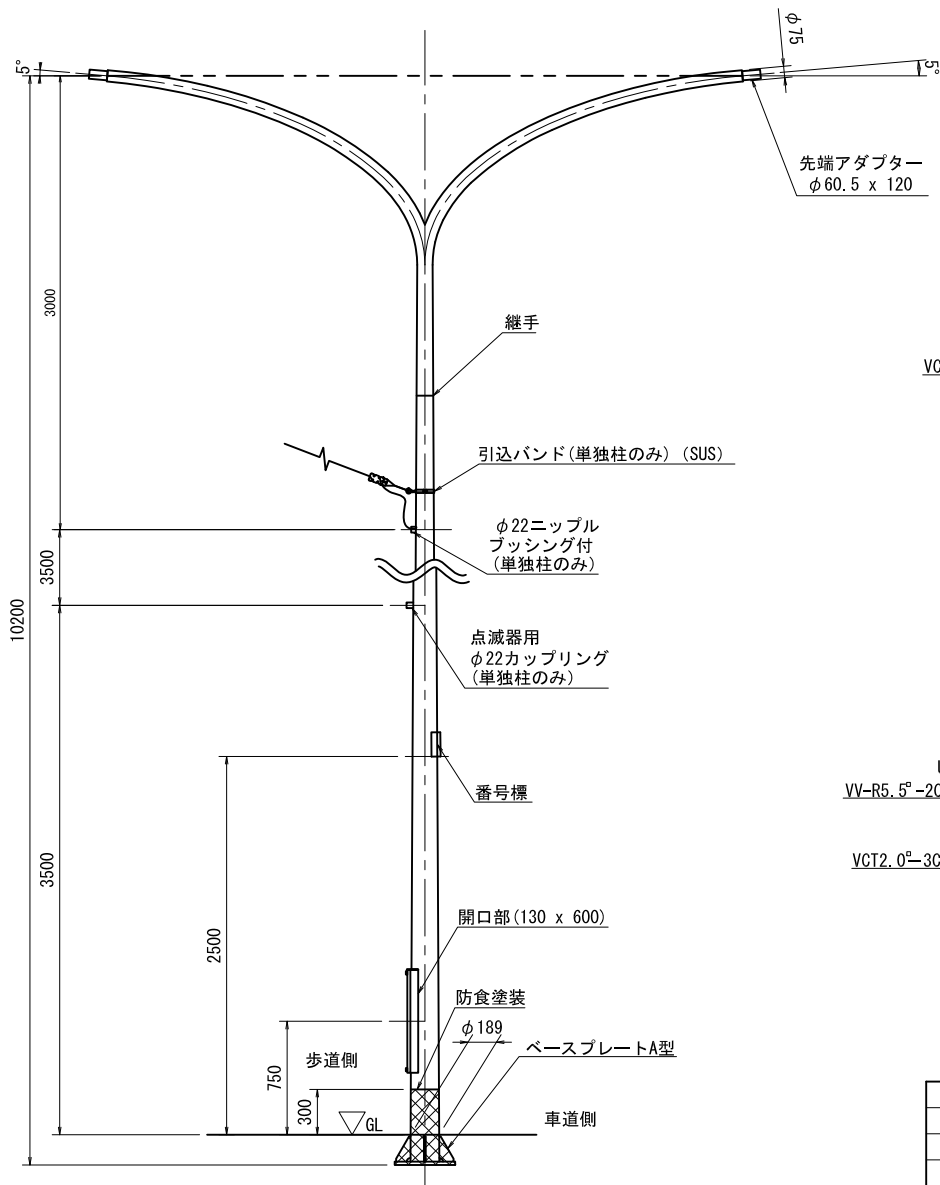 φ75
5°
5°
先端アダプター
φ60.5 x 120
3000
継手
引込バンド(単独柱のみ) (SUS)
φ22ニップル
ブッシング付
(単独柱のみ)
3500
10200
点滅器用
φ22カップリング
(単独柱のみ)
番号標
VV-R5.5□-2C
VCT2.0□-3C
3500
2500
開口部(130 x 600)
防食塗装
φ189
ベースプレートA型
歩道側
750
300
GL
車道側